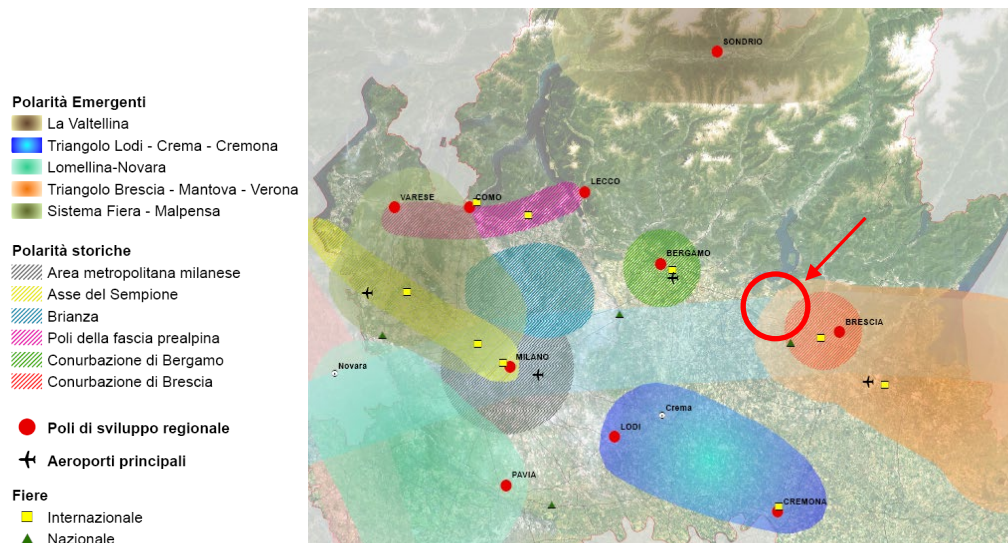 Polarità Emergenti
La Valtellina
Triangolo Lodi - Crema - Cremona
Lomellina-Novara
Triangolo Brescia - Mantova - Verona
Sistema Fiera - Malpensa
Polarità storiche
Area metropolitana milanese
Asse del Sempione
Brianza
Poli della fascia prealpina
Conurbazione di Bergamo
Conurbazione di Brescia
Poli di sviluppo regionale
Aeroporti principali
Fiere
Internazionale
Nazionale
SONDRIO
LECCO
VARESE
COMO
BERGAMO
BRESCIA
MILANO
Novara
Crema
LODI
PAVIA
CREMONA